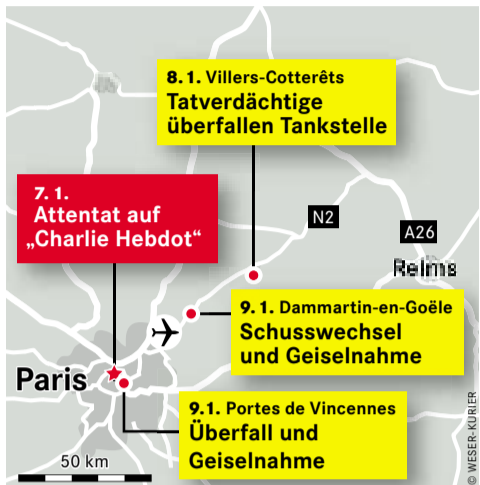 8. 1. Villers-Cotterêts
Tatverdächtige
überfallen Tankstelle
7. 1.
Attentat auf
„Charlie Hebdot“
N2
A26
Reims
9. 1. Dammartin-en-Goële
Schusswechsel
und Geiselnahme
Paris
9.1. Portes de Vincennes
Überfall und
Geiselnahme
50 km
© WESER-KURIER